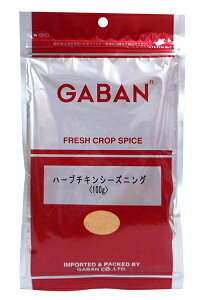 GABAN®
FRESH CROP SPICE
ハーブチキンシーズニング
〈100g〉
IMPORTED & PACKED BY
GABAN CO.,LTD.